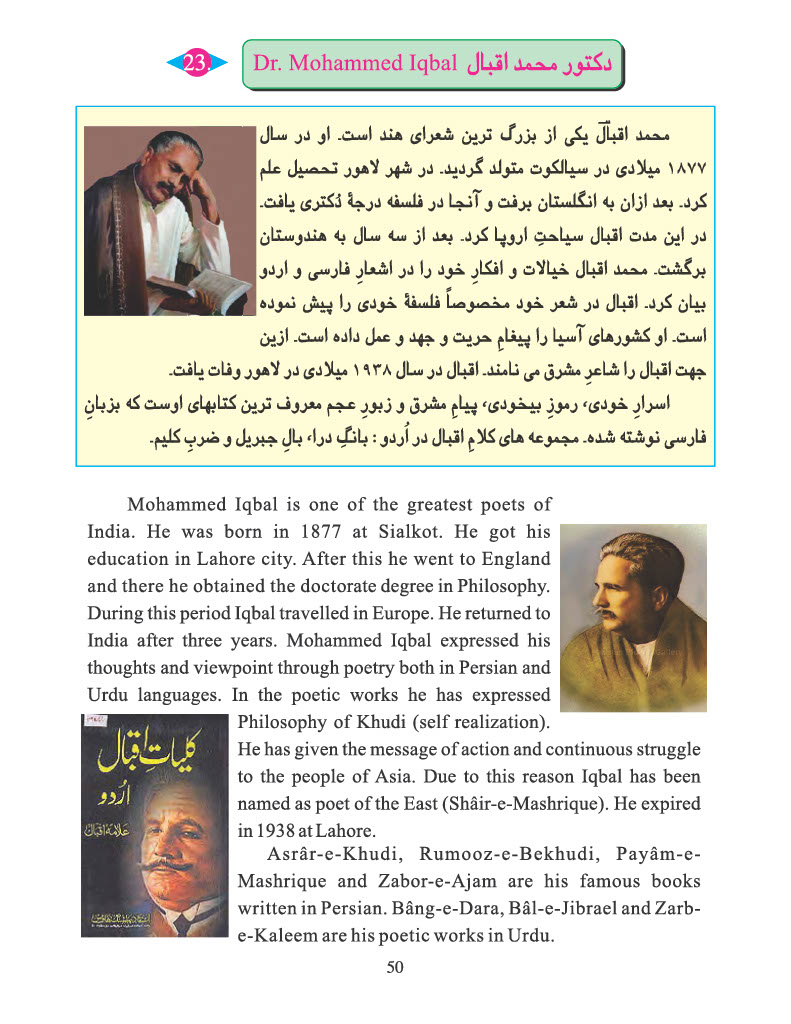 23.
Dr. Mohammed Iqbal دکتور محمد اقبال
محمد اقبالؔ یکی از بزرگ ترین شعرای هند است۔ او در سال
۱۸۷۷ میلادی در سیالکوت متولد گردید۔ در شهر لاهور تحصیل علم
کرد۔ بعد ازان به انگلستان برفت و آنجا در فلسفه درجۀ دُکتری یافت۔
در این مدت اقبال سیاحتِ اروپا کرد۔ بعد از سه سال به هندوستان
برگشت۔ محمد اقبال خیالات و افکارِ خود را در اشعارِ فارسی و اردو
بیان کرد۔ اقبال در شعر خود مخصوصاً فلسفۀ خودی را پیش نموده
است۔ او کشورهای آسیا را پیغامِ حریت و جهد و عمل داده است۔ ازین
جهت اقبال را شاعرِ مشرق می نامند۔ اقبال در سال ۱۹۳۸ میلادی در لاهور وفات یافت۔
اسرارِ خودی، رموزِ بیخودی، پیامِ مشرق و زبورِ عجم معروف ترین کتابهای اوست که بزبانِ
فارسی نوشته شده۔ مجموعه های کلامِ اقبال در اُردو : بانگِ درا، بالِ جبریل و ضربِ کلیم۔
Mohammed Iqbal is one of the greatest poets of
India. He was born in 1877 at Sialkot. He got his
education in Lahore city. After this he went to England
and there he obtained the doctorate degree in Philosophy.
During this period Iqbal travelled in Europe. He returned to
India after three years. Mohammed Iqbal expressed his
thoughts and viewpoint through poetry both in Persian and
Urdu languages. In the poetic works he has expressed
Philosophy of Khudi (self realization).
He has given the message of action and continuous struggle
to the people of Asia. Due to this reason Iqbal has been
named as poet of the East (Shâir-e-Mashrique). He expired
in 1938 at Lahore.
Asrâr-e-Khudi, Rumooz-e-Bekhudi, Payâm-e-
Mashrique and Zabor-e-Ajam are his famous books
written in Persian. Bâng-e-Dara, Bâl-e-Jibrael and Zarb-
e-Kaleem are his poetic works in Urdu.
کلیاتِ اقبال
اردو
علامہ اقبال
50